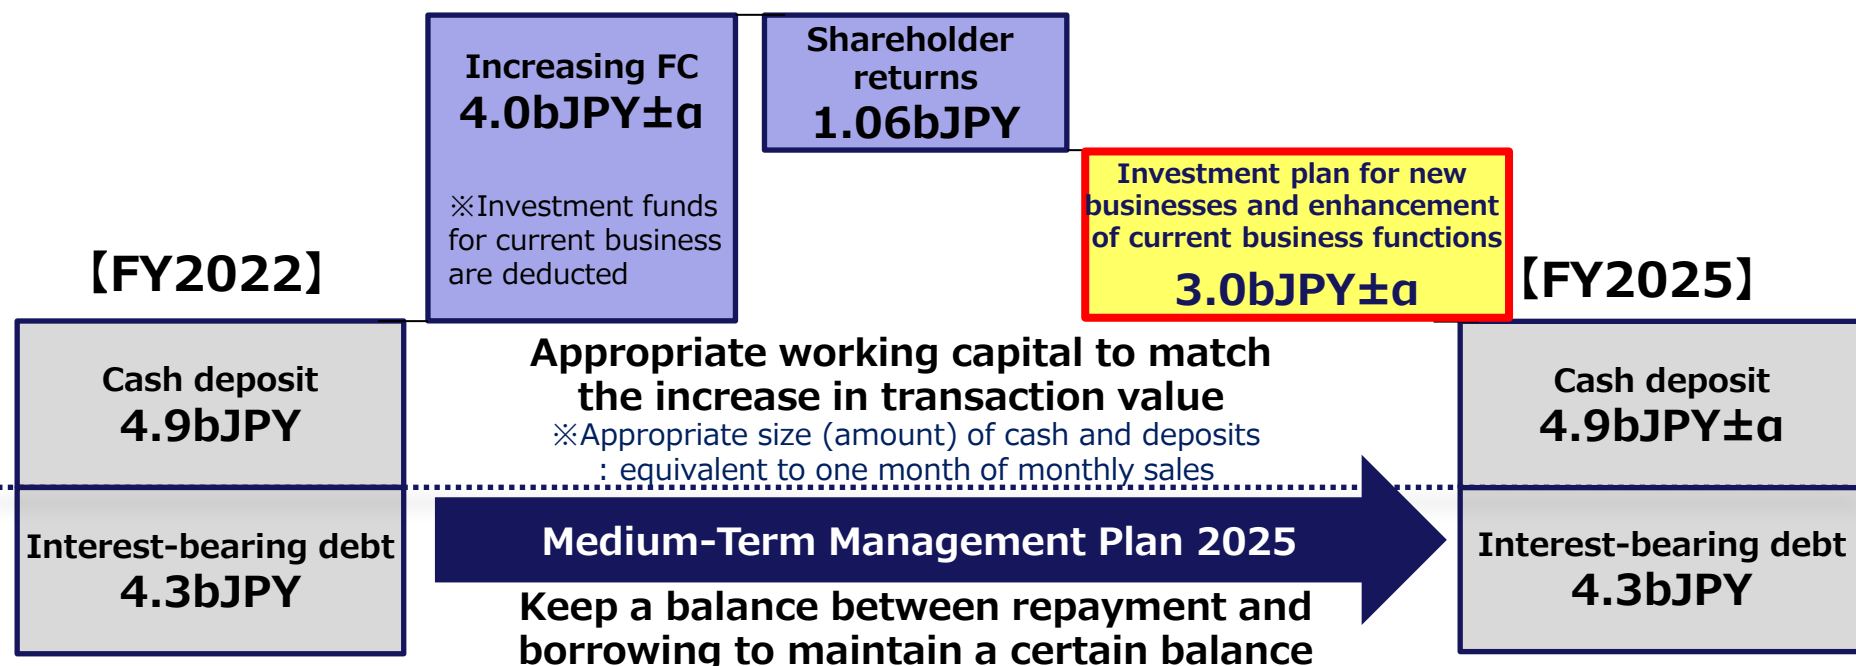 Increasing FC
4.0bJPY±α
※Investment funds
for current business
are deducted
Shareholder
returns
1.06bJPY
Investment plan for new
businesses and enhancement
of current business functions
3.0bJPY±α
【FY2022】
【FY2025】
Cash deposit
4.9bJPY
Appropriate working capital to match
the increase in transaction value
※Appropriate size (amount) of cash and deposits
: equivalent to one month of monthly sales
Cash deposit
4.9bJPY±α
Interest-bearing debt
4.3bJPY
Medium-Term Management Plan 2025
Interest-bearing debt
4.3bJPY
Keep a balance between repayment and
borrowing to maintain a certain balance